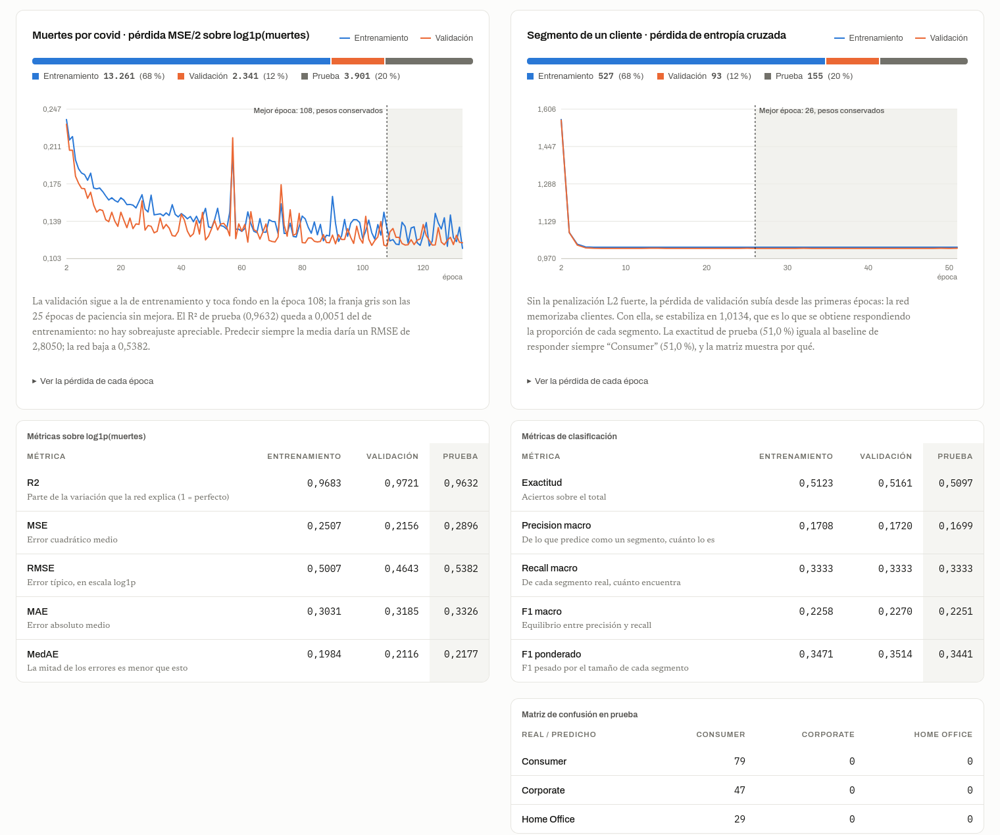 Muertes por covid · pérdida MSE/2 sobre log1p(muertes)
Entrenamiento Validación
Entrenamiento 13.261 (68 %) Validación 2.341 (12 %) Prueba 3.901 (20 %)
Mejor época: 108, pesos conservados
0,247
0,211
0,175
0,139
0,103
2 20 40 60 80 100 120
época
La validación sigue a la de entrenamiento y toca fondo en la época 108; la franja gris son las
25 épocas de paciencia sin mejora. El R² de prueba (0,9632) queda a 0,0051 del de
entrenamiento: no hay sobreajuste apreciable. Predecir siempre la media daría un RMSE de
2,8050; la red baja a 0,5382.
▸ Ver la pérdida de cada época
Segmento de un cliente · pérdida de entropía cruzada
Entrenamiento Validación
Entrenamiento 527 (68 %) Validación 93 (12 %) Prueba 155 (20 %)
Mejor época: 26, pesos conservados
1,606
1,447
1,288
1,129
0,970
2 10 20 30 40 50
época
Sin la penalización L2 fuerte, la pérdida de validación subía desde las primeras épocas: la red
memorizaba clientes. Con ella, se estabiliza en 1,0134, que es lo que se obtiene respondiendo
la proporción de cada segmento. La exactitud de prueba (51,0 %) iguala al baseline de
responder siempre “Consumer” (51,0 %), y la matriz muestra por qué.
▸ Ver la pérdida de cada época
Métricas sobre log1p(muertes)
MÉTRICA ENTRENAMIENTO VALIDACIÓN PRUEBA
R2 0,9683 0,9721 0,9632
Parte de la variación que la red explica (1 = perfecto)
MSE 0,2507 0,2156 0,2896
Error cuadrático medio
RMSE 0,5007 0,4643 0,5382
Error típico, en escala log1p
MAE 0,3031 0,3185 0,3326
Error absoluto medio
MedAE 0,1984 0,2116 0,2177
La mitad de los errores es menor que esto
Métricas de clasificación
MÉTRICA ENTRENAMIENTO VALIDACIÓN PRUEBA
Exactitud 0,5123 0,5161 0,5097
Aciertos sobre el total
Precision macro 0,1708 0,1720 0,1699
De lo que predice como un segmento, cuánto lo es
Recall macro 0,3333 0,3333 0,3333
De cada segmento real, cuánto encuentra
F1 macro 0,2258 0,2270 0,2251
Equilibrio entre precisión y recall
F1 ponderado 0,3471 0,3514 0,3441
F1 pesado por el tamaño de cada segmento
Matriz de confusión en prueba
REAL / PREDICHO CONSUMER CORPORATE HOME OFFICE
Consumer 79 0 0
Corporate 47 0 0
Home Office 29 0 0